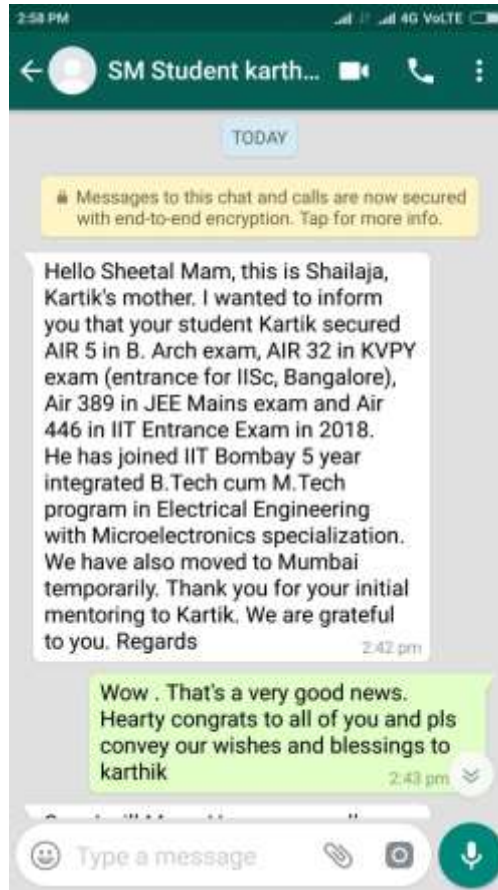 2:58 PM 4G VoLTE
SM Student karth...
TODAY
Messages to this chat and calls are now secured
with end-to-end encryption. Tap for more info.
Hello Sheetal Mam, this is Shailaja,
Kartik's mother. I wanted to inform
you that your student Kartik secured
AIR 5 in B. Arch exam, AIR 32 in KVPY
exam (entrance for IISc, Bangalore),
Air 389 in JEE Mains exam and Air
446 in IIT Entrance Exam in 2018.
He has joined IIT Bombay 5 year
integrated B.Tech cum M.Tech
program in Electrical Engineering
with Microelectronics specialization.
We have also moved to Mumbai
temporarily. Thank you for your initial
mentoring to Kartik. We are grateful
to you. Regards
2:42 pm
Wow . That's a very good news.
Hearty congrats to all of you and pls
convey our wishes and blessings to
karthik
2:43 pm
Type a message